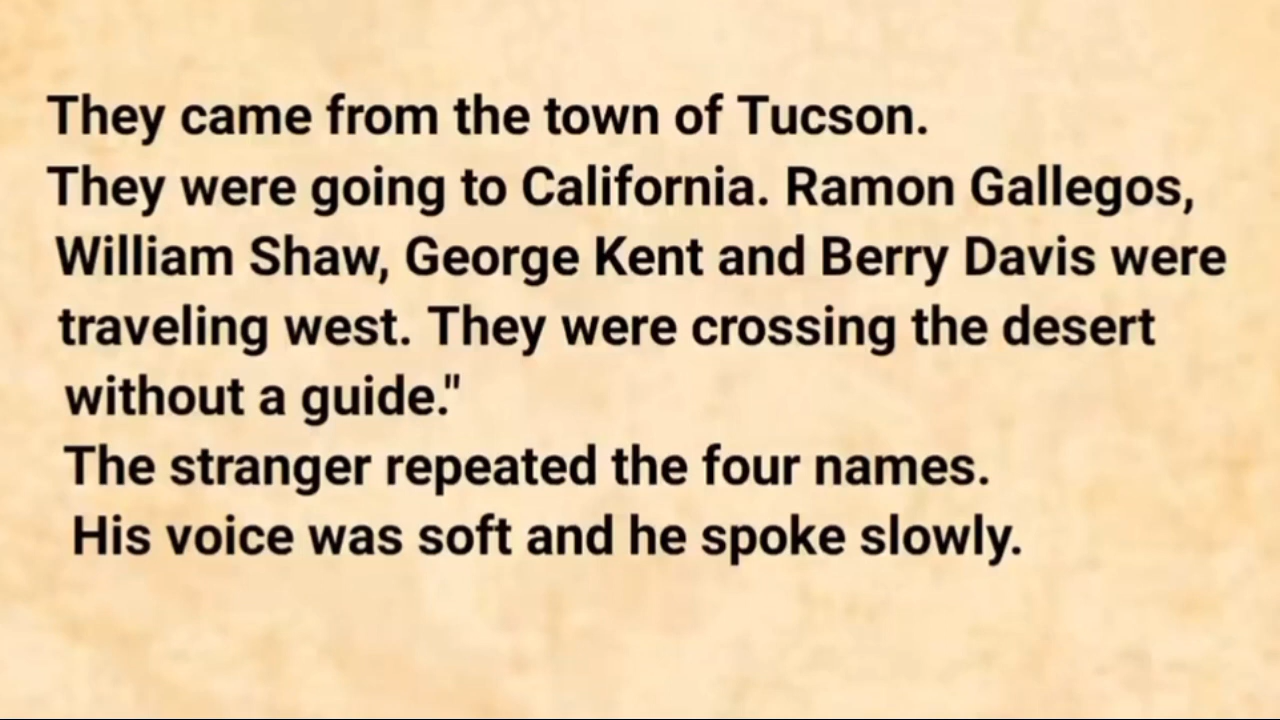 They came from the town of Tucson.
They were going to California. Ramon Gallegos,
William Shaw, George Kent and Berry Davis were
traveling west. They were crossing the desert
without a guide."
The stranger repeated the four names.
His voice was soft and he spoke slowly.